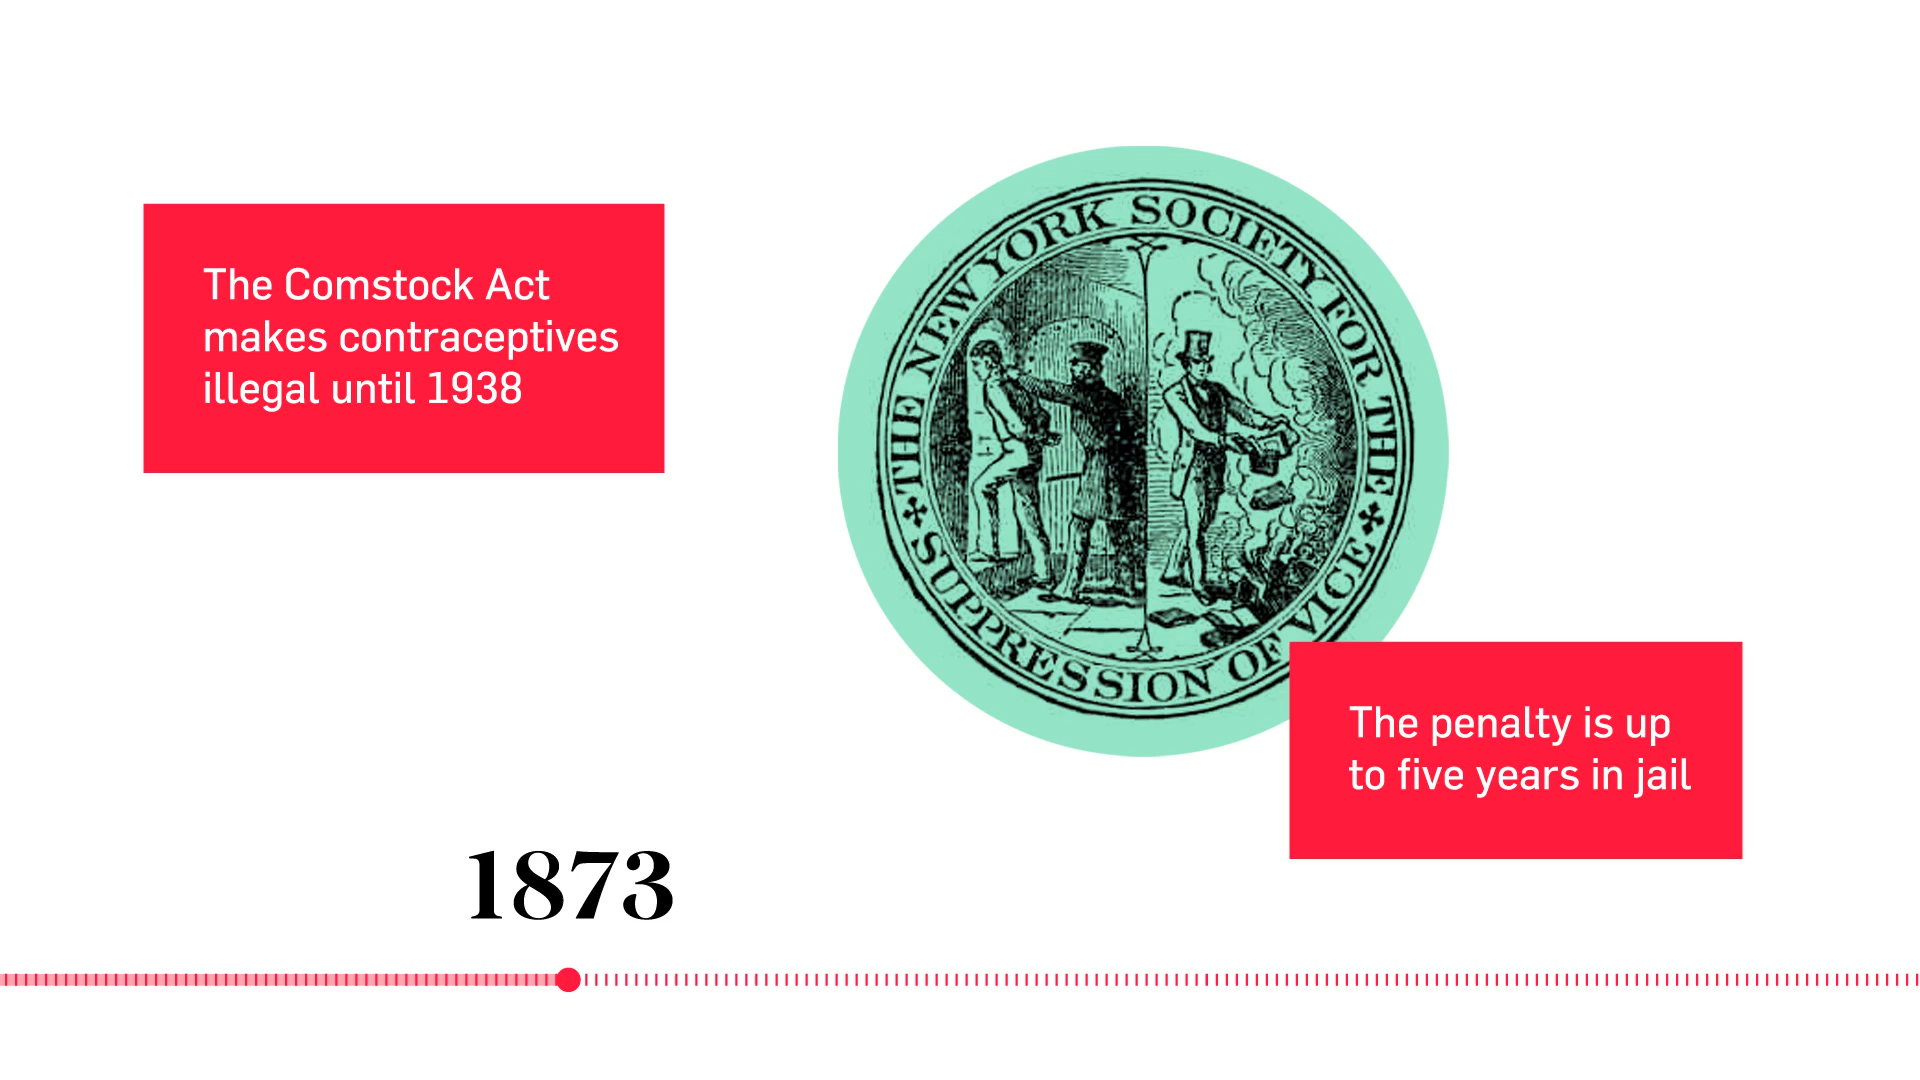 The Comstock Act
makes contraceptives
illegal until 1938
THE NEW YORK SOCIETY FOR THE
SUPPRESSION OF VICE
The penalty is up
to five years in jail
1873